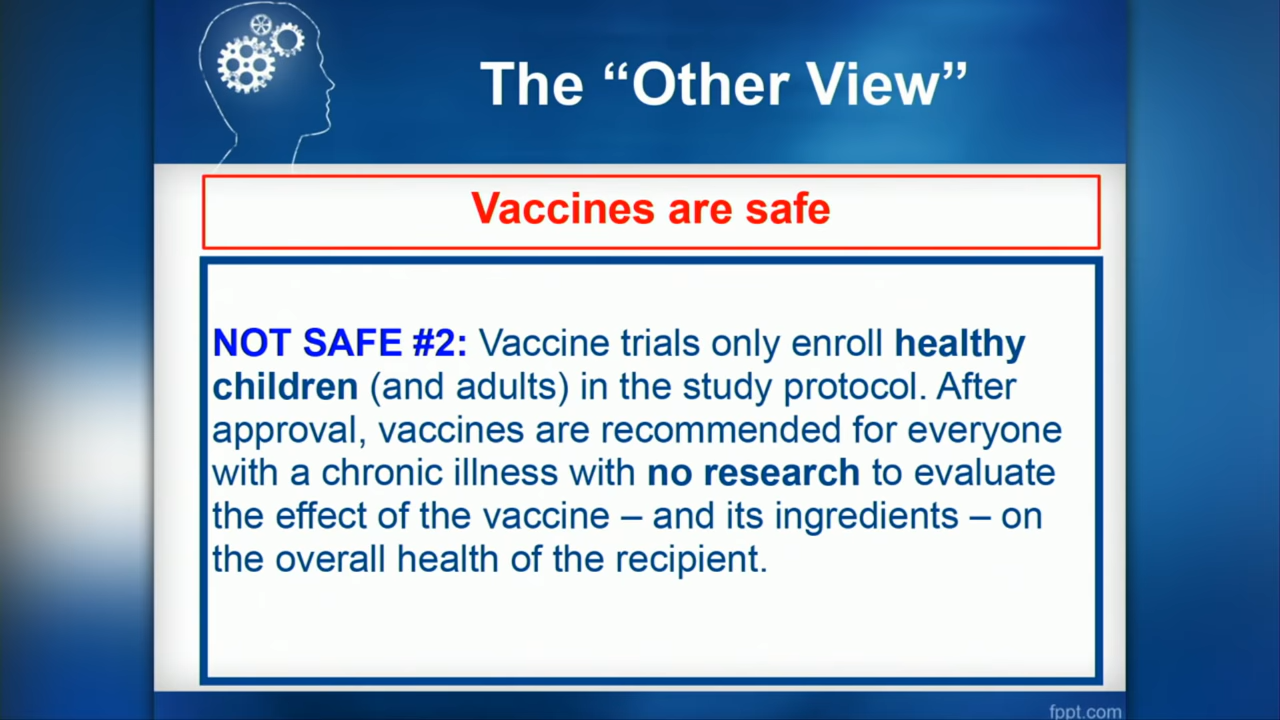 The “Other View”
Vaccines are safe
NOT SAFE #2: Vaccine trials only enroll healthy
children (and adults) in the study protocol. After
approval, vaccines are recommended for everyone
with a chronic illness with no research to evaluate
the effect of the vaccine – and its ingredients – on
the overall health of the recipient.
fppt.com